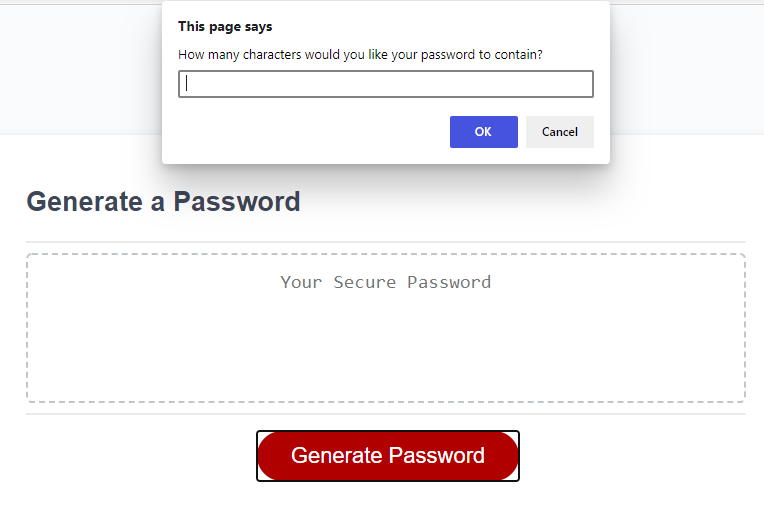 This page says
How many characters would you like your password to contain?
OK
Cancel
Generate a Password
Your Secure Password
Generate Password